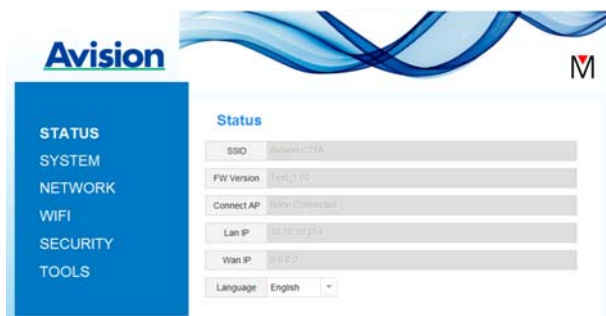 Avision
STATUS
SYSTEM
NETWORK
WIFI
SECURITY
TOOLS
Status
SSID Avision-C71A
FW Version Test_1.02
Connect AP None Connected
Lan IP 10.10.10.254
Wan IP 0.0.0.0
Language English